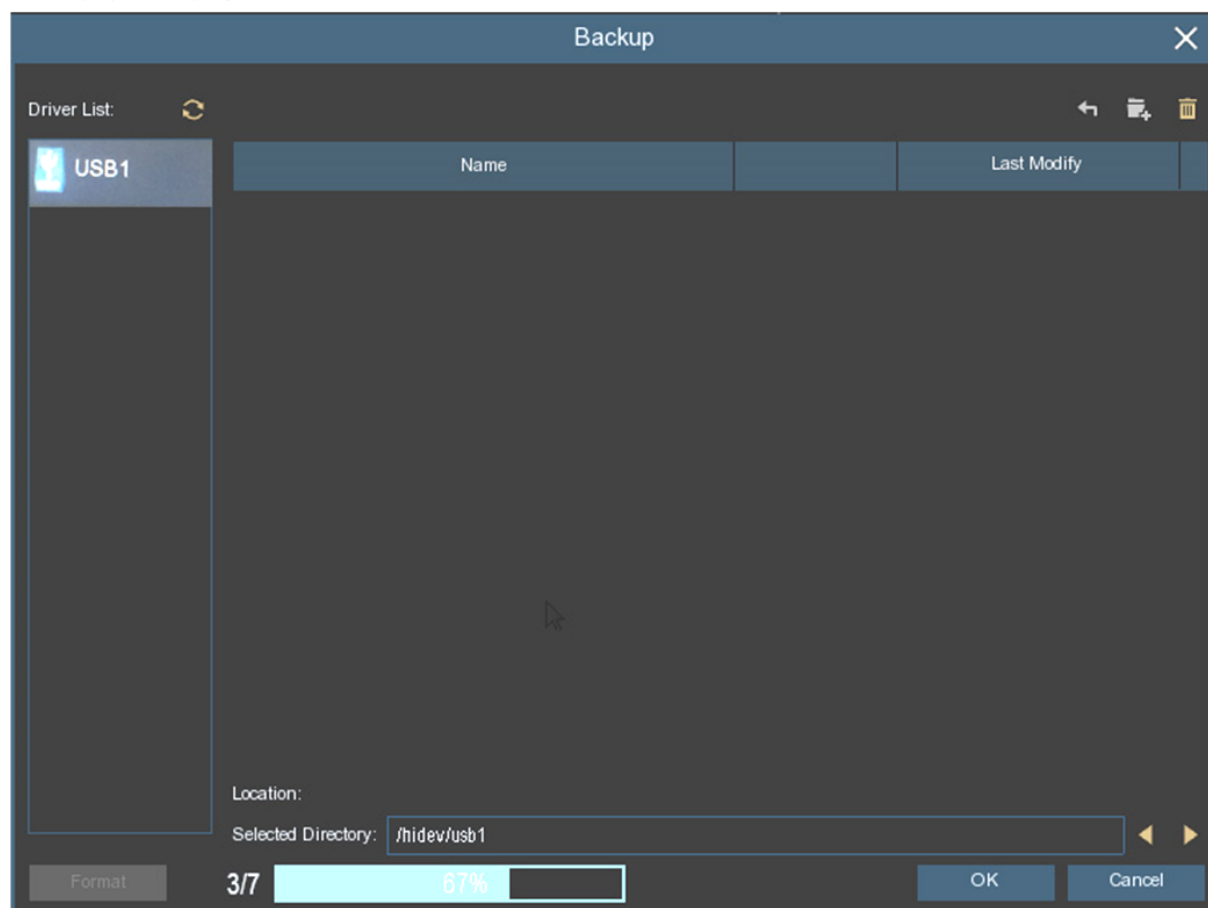 Backup
Driver List:
USB1
Name Last Modify
Location:
Selected Directory: /hidev/usb1
Format 3/7 67% OK Cancel